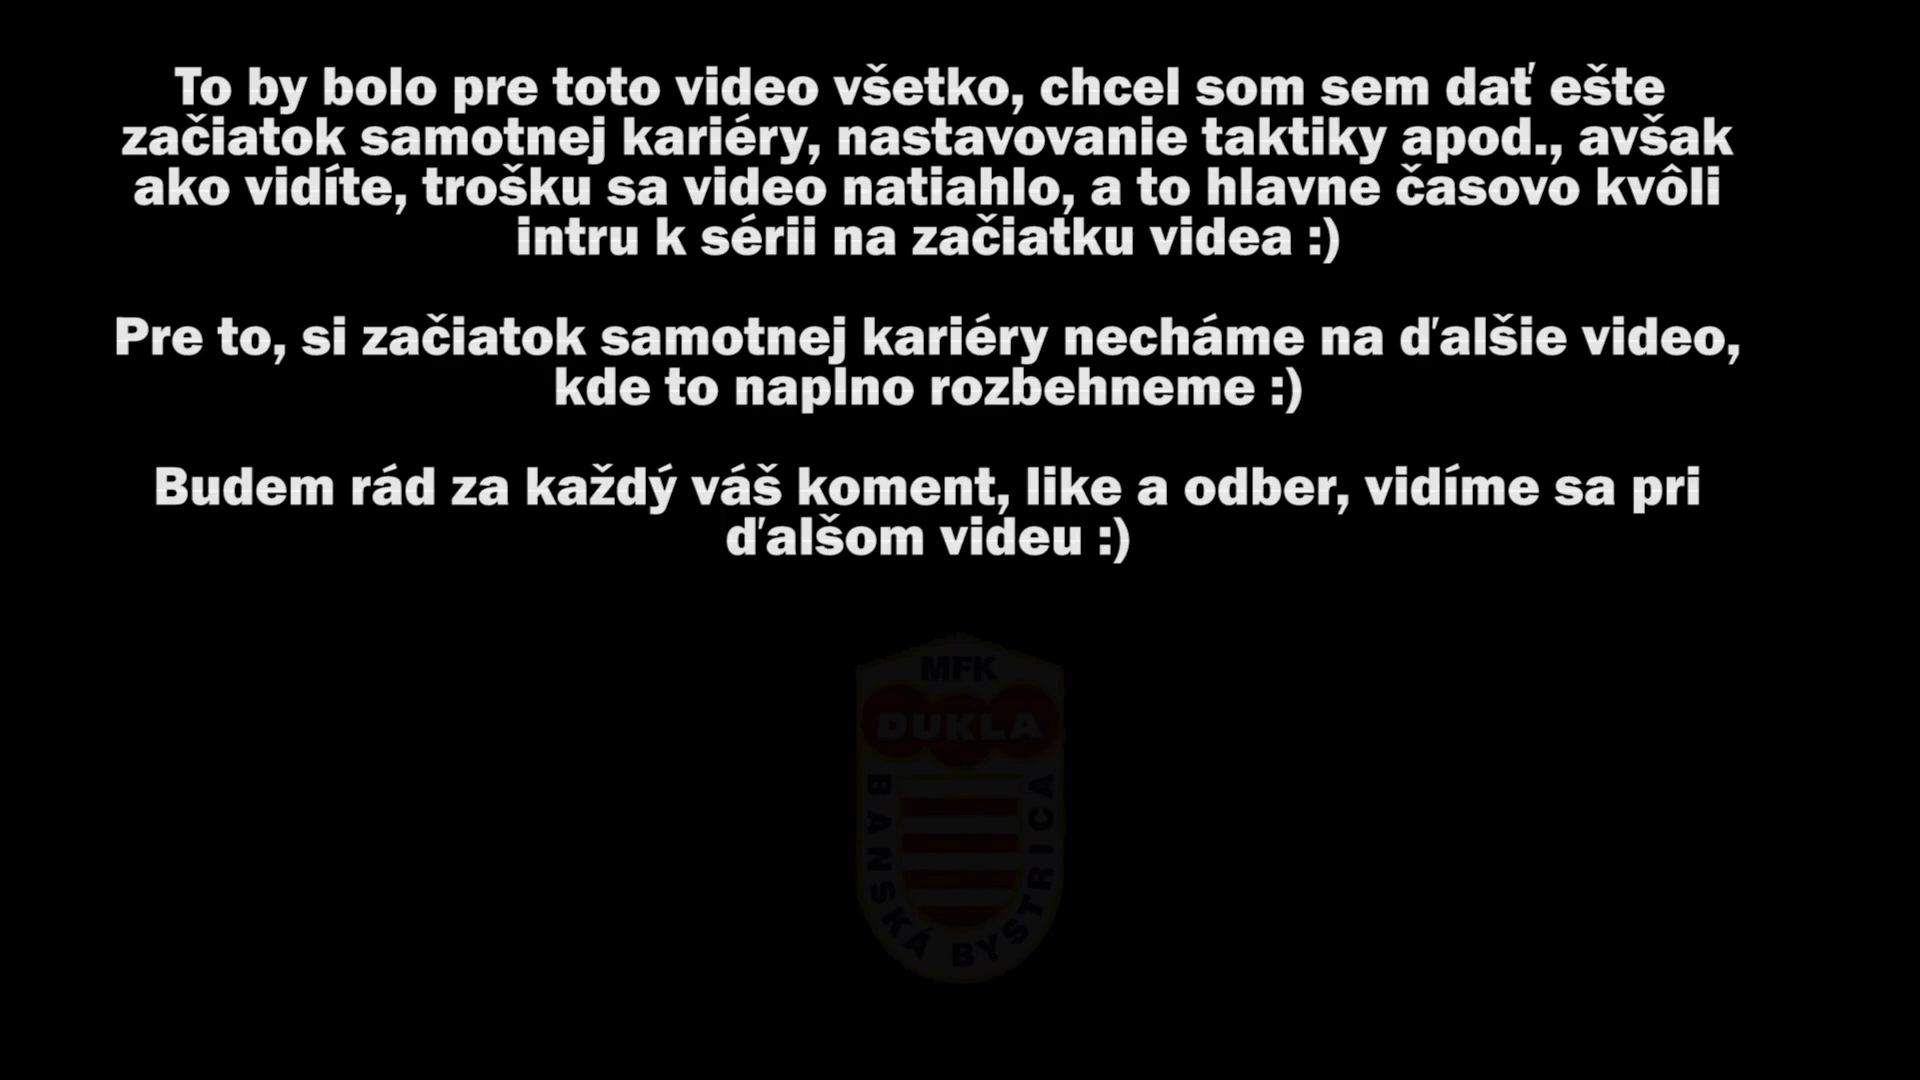 To by bolo pre toto video všetko, chcel som sem dať ešte
začiatok samotnej kariéry, nastavovanie taktiky apod., avšak
ako vidíte, trošku sa video natiahlo, a to hlavne časovo kvôli
intru k sérii na začiatku videa :)
Pre to, si začiatok samotnej kariéry necháme na ďalšie video,
kde to naplno rozbehneme :)
Budem rád za každý váš koment, like a odber, vidíme sa pri
ďalšom videu :)
MFK
DUKLA
BANSKÁ BYSTRICA